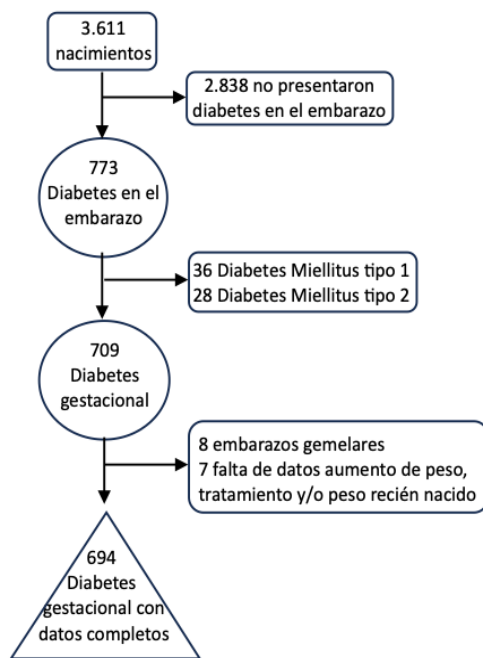 3.611
nacimientos
2.838 no presentaron
diabetes en el embarazo
773
Diabetes en el
embarazo
36 Diabetes Miellitus tipo 1
28 Diabetes Miellitus tipo 2
709
Diabetes
gestacional
8 embarazos gemelares
7 falta de datos aumento de peso,
tratamiento y/o peso recién nacido
694
Diabetes
gestacional con
datos completos